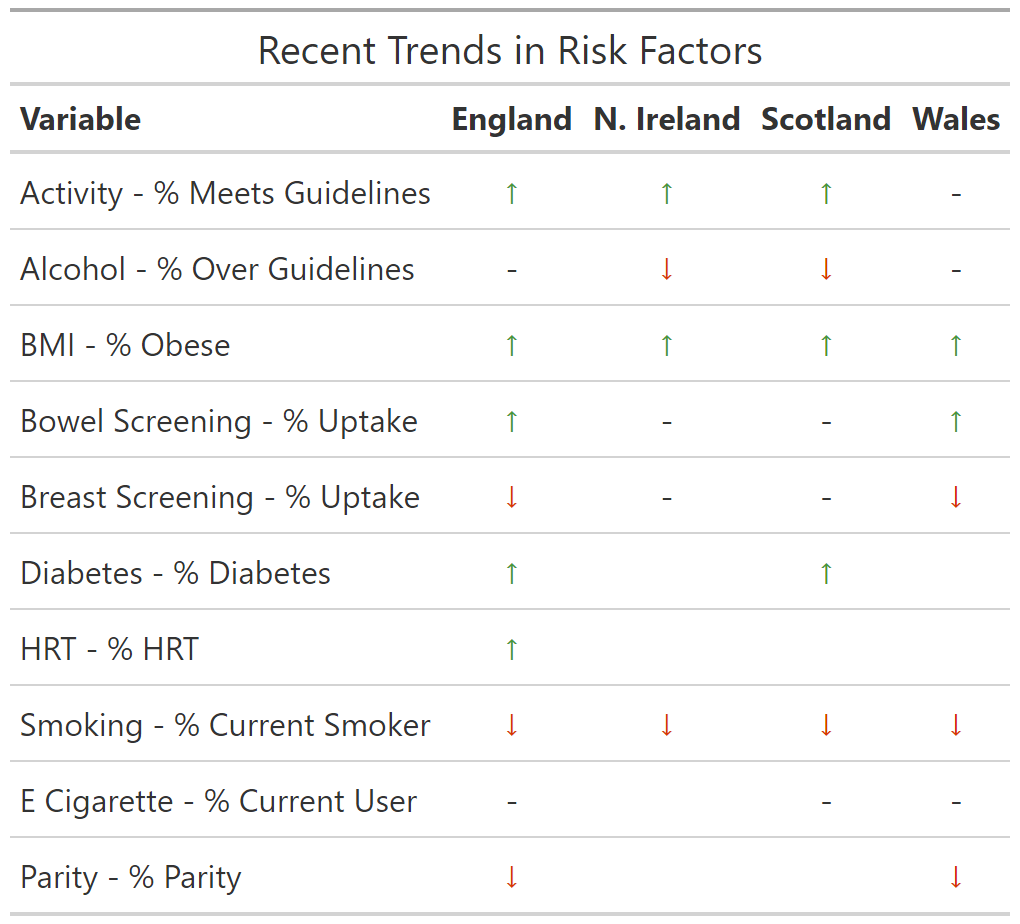 Recent Trends in Risk Factors
Variable England N. Ireland Scotland Wales
Activity - % Meets Guidelines ↑ ↑ ↑ -
Alcohol - % Over Guidelines - ↓ ↓ -
BMI - % Obese ↑ ↑ ↑ ↑
Bowel Screening - % Uptake ↑ - - ↑
Breast Screening - % Uptake ↓ - - ↓
Diabetes - % Diabetes ↑ ↑
HRT - % HRT ↑
Smoking - % Current Smoker ↓ ↓ ↓ ↓
E Cigarette - % Current User - - -
Parity - % Parity ↓ ↓